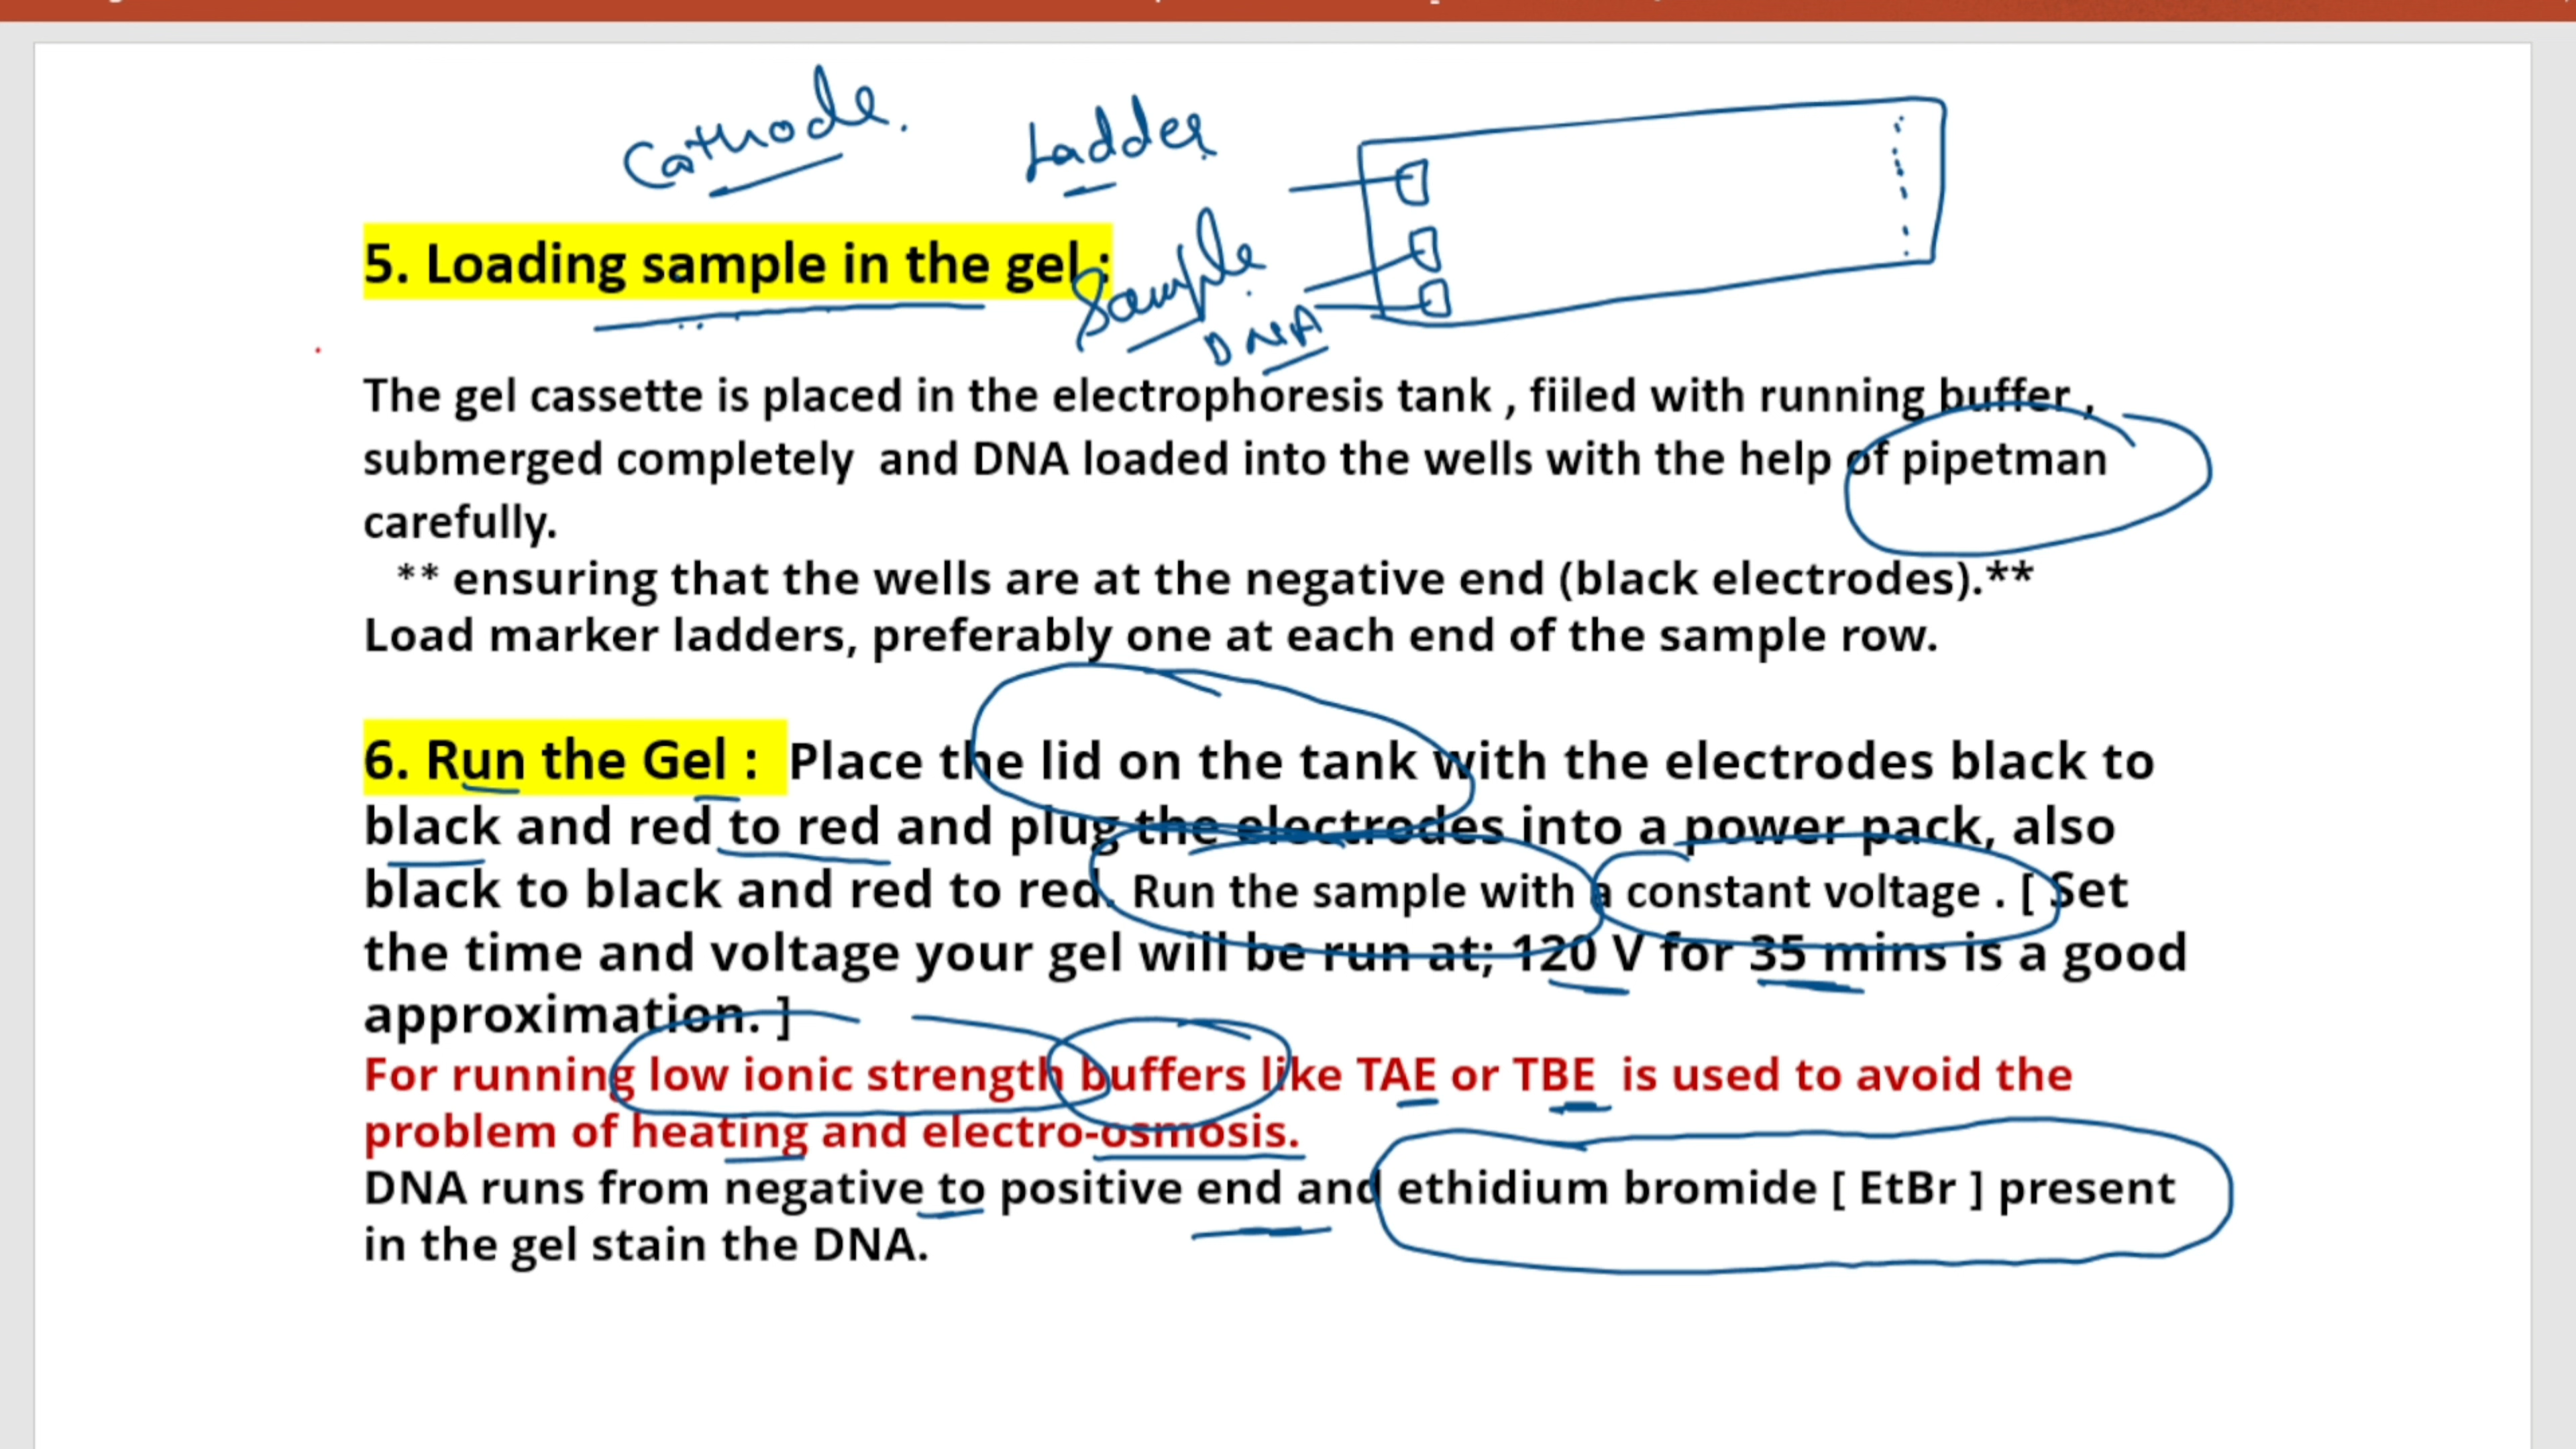 Cathode.
Ladder
5. Loading sample in the gel :
Sample
DNA
The gel cassette is placed in the electrophoresis tank , fiiled with running buffer ,
submerged completely and DNA loaded into the wells with the help of pipetman
carefully.
** ensuring that the wells are at the negative end (black electrodes).**
Load marker ladders, preferably one at each end of the sample row.
6. Run the Gel : Place the lid on the tank with the electrodes black to
black and red to red and plug the electrodes into a power pack, also
black to black and red to red. Run the sample with a constant voltage . [ Set
the time and voltage your gel will be run at; 120 V for 35 mins is a good
approximation. ]
For running low ionic strength buffers like TAE or TBE is used to avoid the
problem of heating and electro-osmosis.
DNA runs from negative to positive end and ethidium bromide [ EtBr ] present
in the gel stain the DNA.